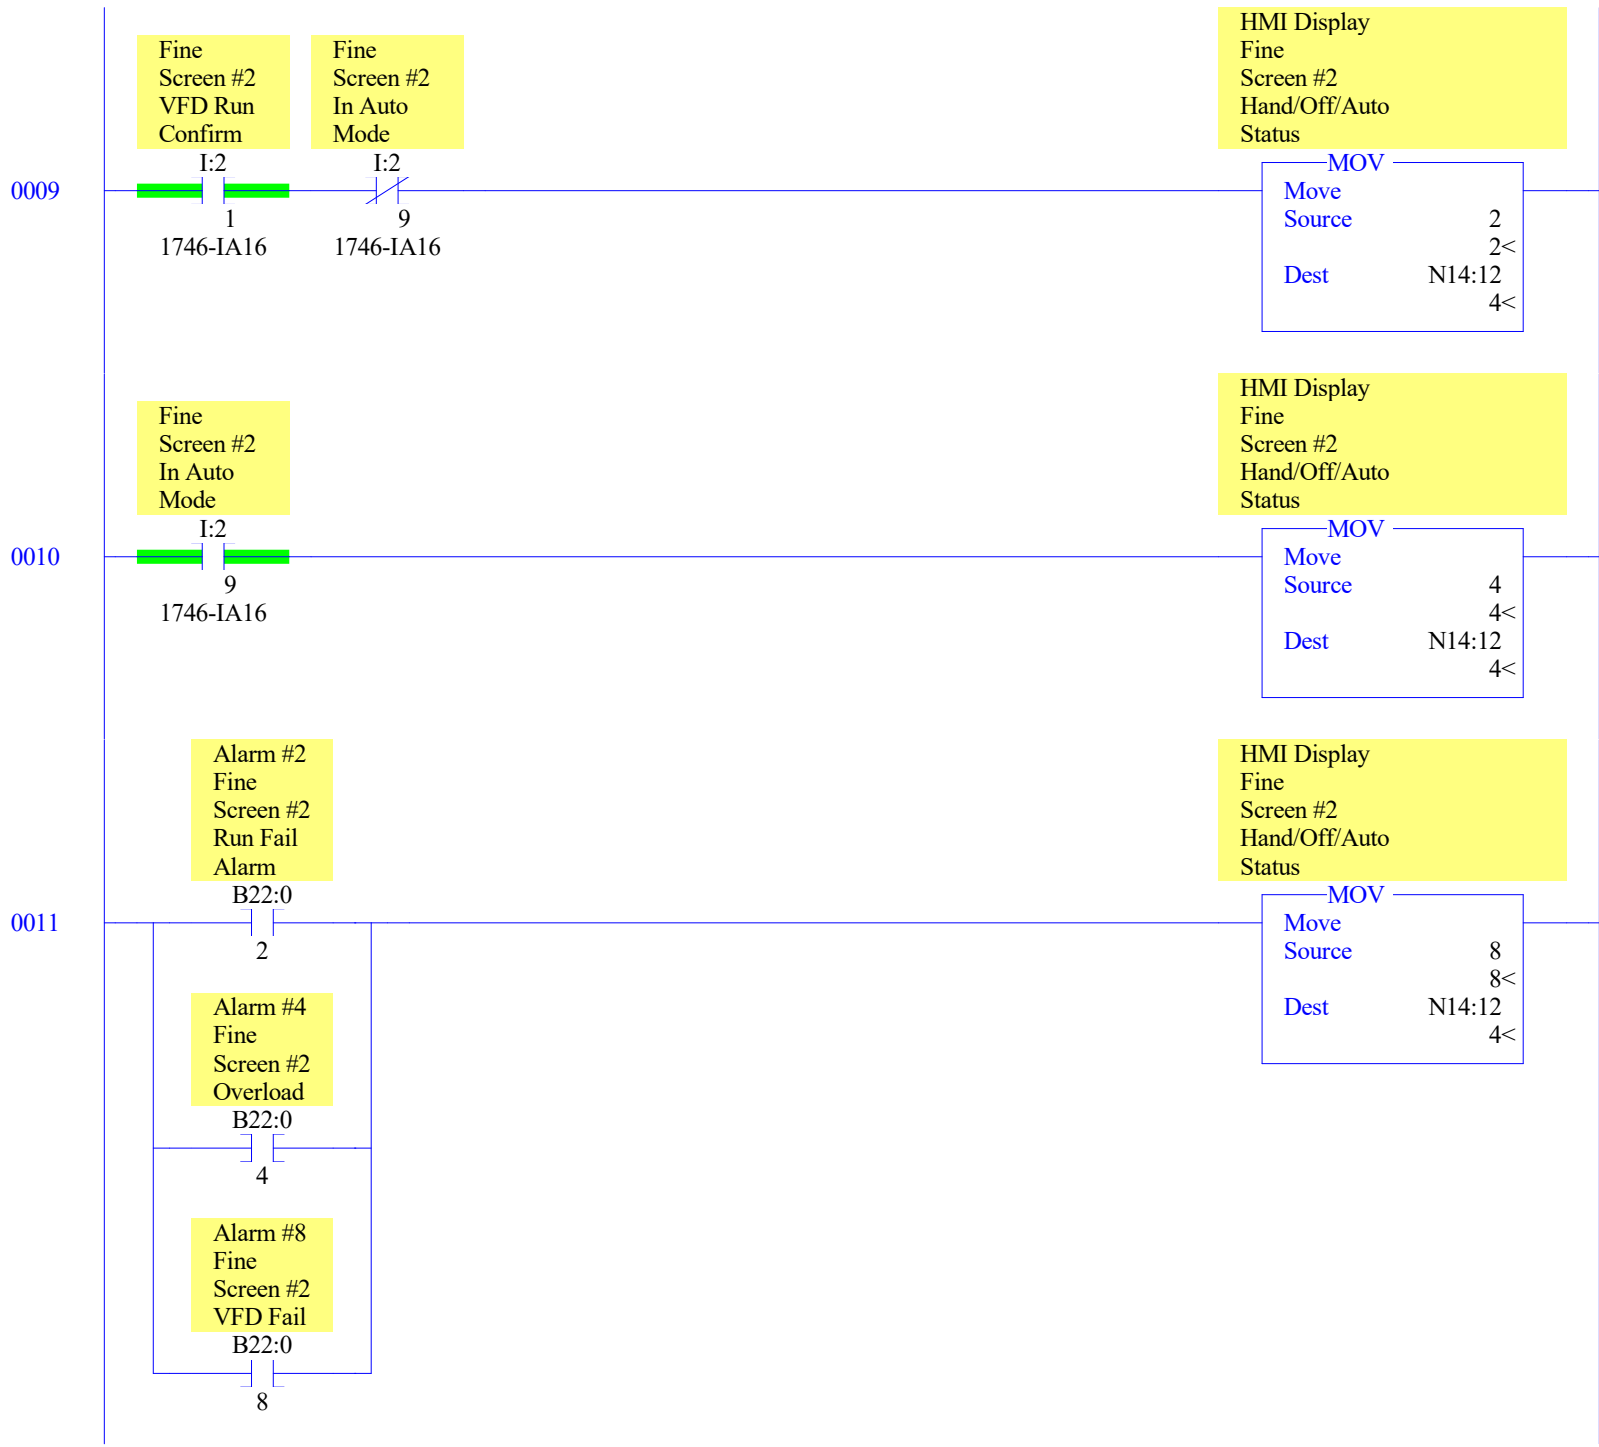 Fine
Screen #2
VFD Run
Confirm
I:2
1
1746-IA16
Fine
Screen #2
In Auto
Mode
I:2
9
1746-IA16
HMI Display
Fine
Screen #2
Hand/Off/Auto
Status
0009
MOV
Move
Source 2
2<
Dest N14:12
4<
Fine
Screen #2
In Auto
Mode
I:2
9
1746-IA16
HMI Display
Fine
Screen #2
Hand/Off/Auto
Status
0010
MOV
Move
Source 4
4<
Dest N14:12
4<
Alarm #2
Fine
Screen #2
Run Fail
Alarm
B22:0
2
HMI Display
Fine
Screen #2
Hand/Off/Auto
Status
0011
MOV
Move
Source 8
8<
Dest N14:12
4<
Alarm #4
Fine
Screen #2
Overload
B22:0
4
Alarm #8
Fine
Screen #2
VFD Fail
B22:0
8